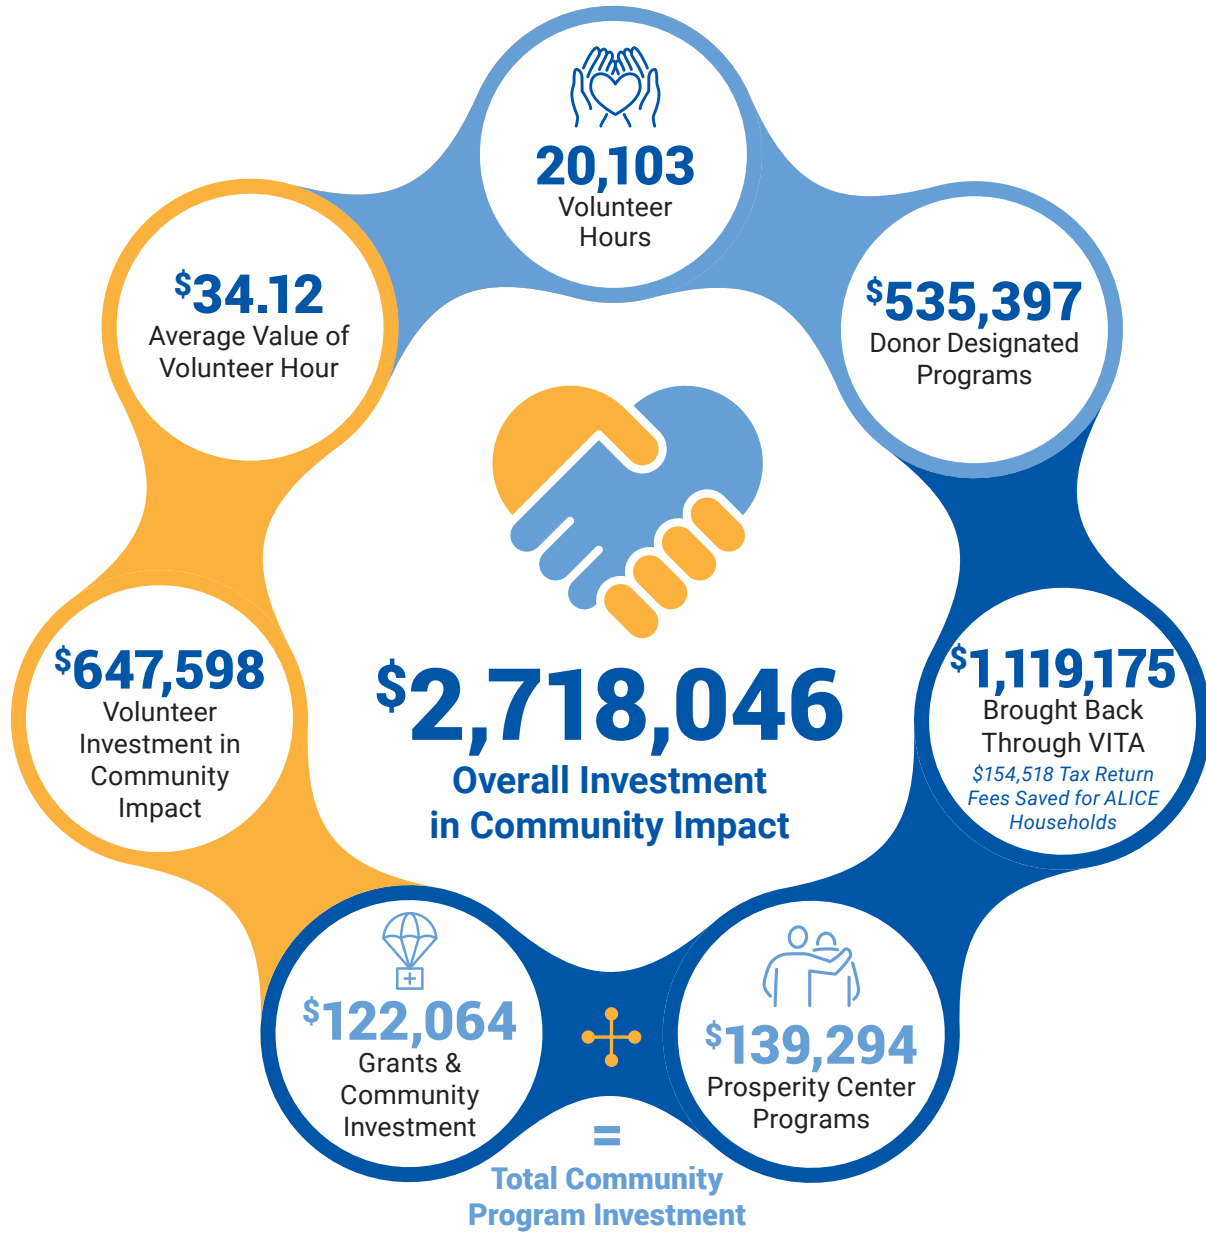 20,103
Volunteer
Hours
$34.12
Average Value of
Volunteer Hour
$535,397
Donor Designated
Programs
$647,598
Volunteer
Investment in
Community
Impact
$2,718,046
Overall Investment
in Community Impact
$1,119,175
Brought Back
Through VITA
$154,518 Tax Return
Fees Saved for ALICE
Households
$122,064
Grants &
Community
Investment
+
$139,294
Prosperity Center
Programs
=
Total Community
Program Investment